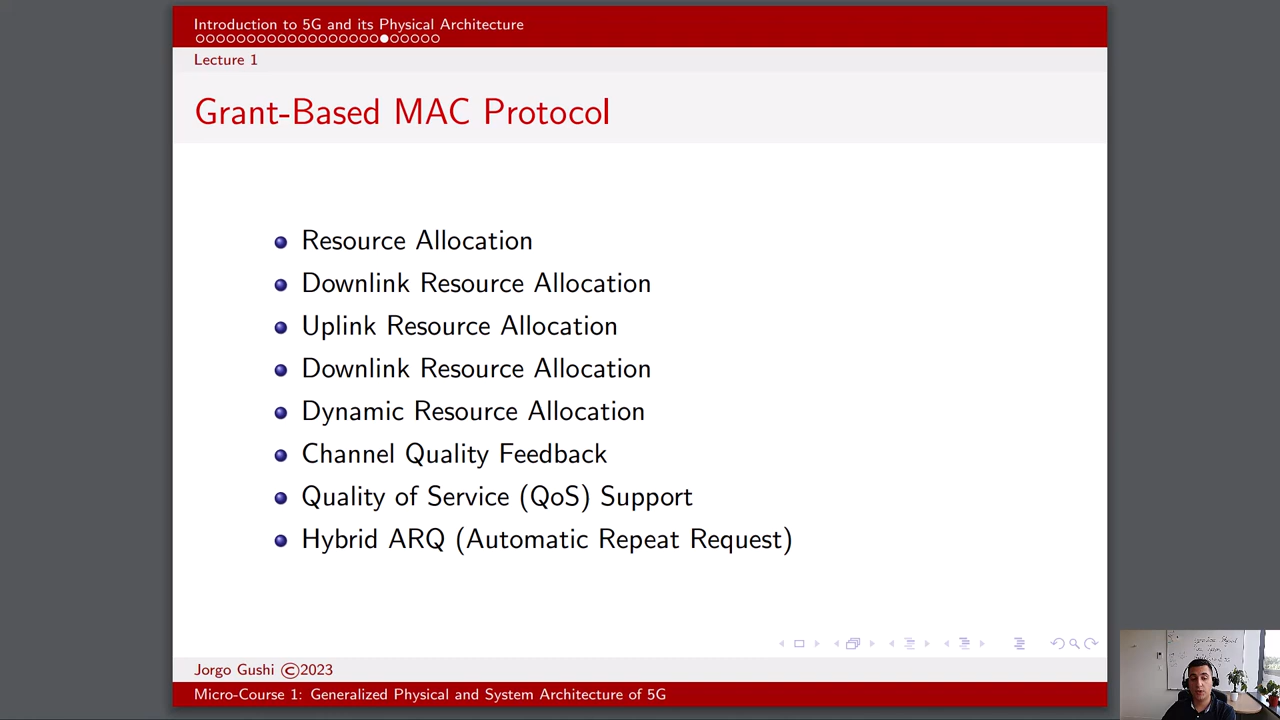 Introduction to 5G and its Physical Architecture
Lecture 1
Grant-Based MAC Protocol
Resource Allocation
Downlink Resource Allocation
Uplink Resource Allocation
Downlink Resource Allocation
Dynamic Resource Allocation
Channel Quality Feedback
Quality of Service (QoS) Support
Hybrid ARQ (Automatic Repeat Request)
Jorgo Gushi ©2023
Micro-Course 1: Generalized Physical and System Architecture of 5G